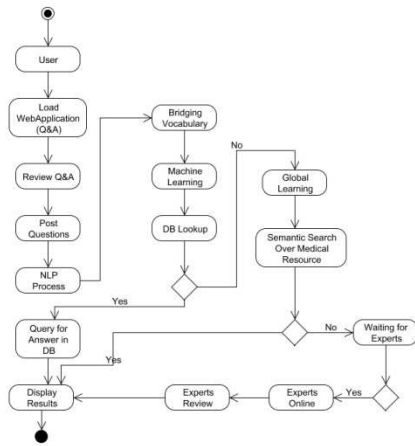 User
Load
WebApplication
(Q&A)
Review Q&A
Post
Questions
NLP
Process
Bridging
Vocabulary
Machine
Learning
DB Lookup
No
Global
Learning
Semantic Search
Over Medical
Resource
Yes
Query for
Answer in
DB
Yes
No
Waiting for
Experts
Display
Results
Experts
Review
Experts
Online
Yes